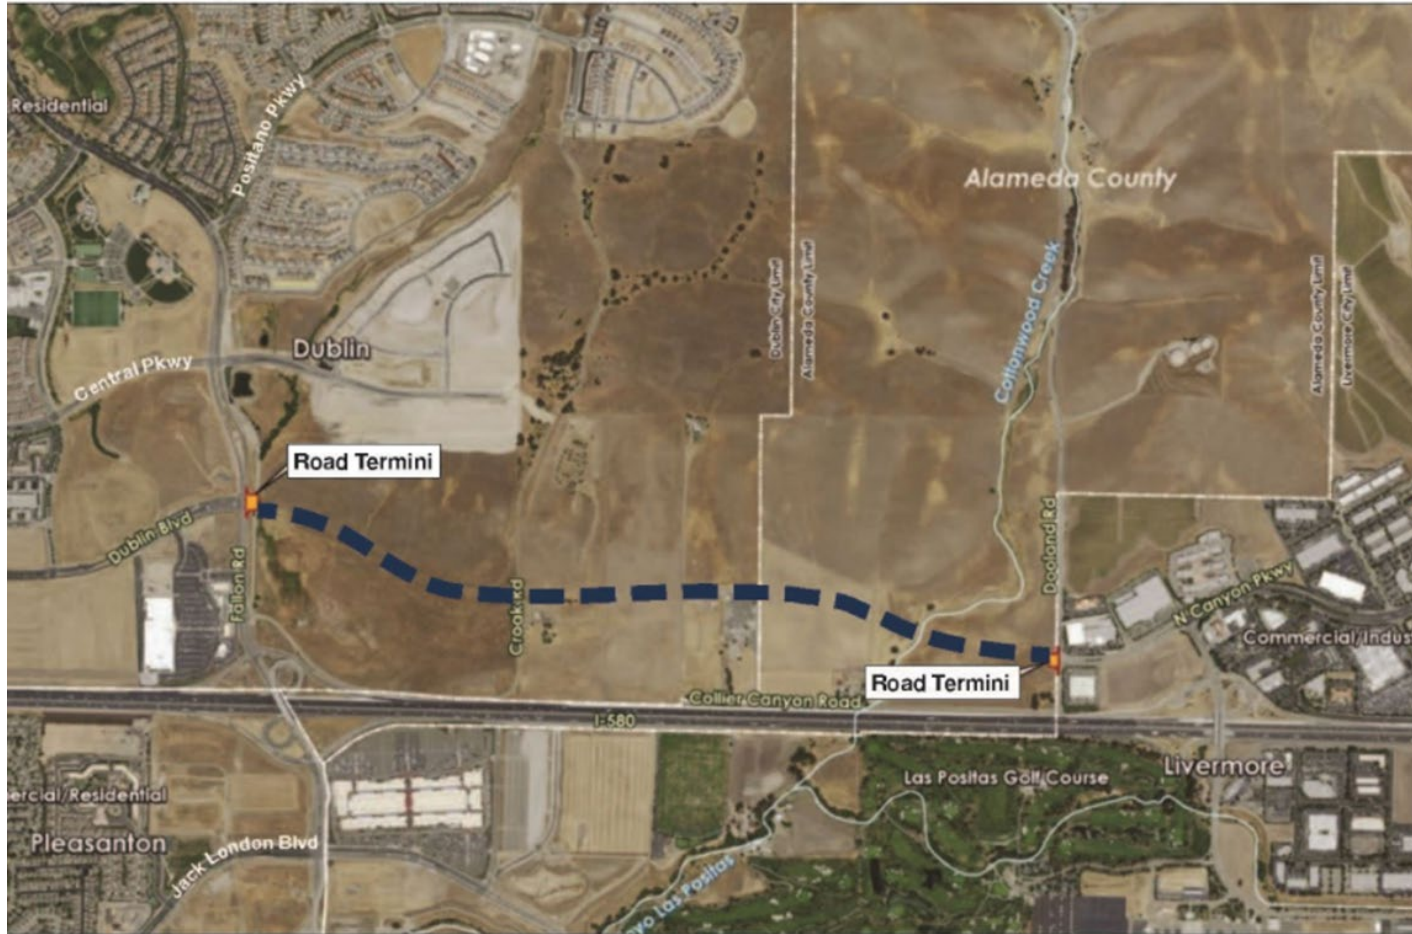 Residential
Positano Pkwy
Alameda County
Cottonwood Creek
Dublin City Limit
Alameda County Limit
Alameda County Limit
Livermore City Limit
Dublin
Central Pkwy
Road Termini
Dublin Blvd
Fallon Rd
Croak Rd
Doolan Rd
N Canyon Pkwy
Commercial/Indus
Road Termini
Collier Canyon Road
I-580
Las Positas Golf Course
Livermore
ercial/Residential
Pleasanton
Jack London Blvd
yo Las Positas